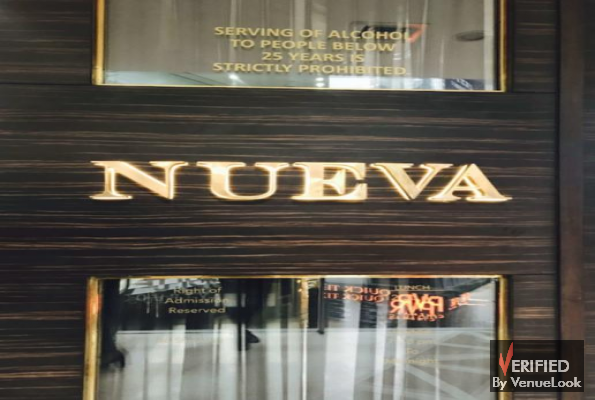 SERVING OF ALCOHOL
TO PEOPLE BELOW
25 YEARS IS
STRICTLY PROHIBITED
NUEVA
Right of
Admission
Reserved
LUNCH
VERIFIED
By VenueLook